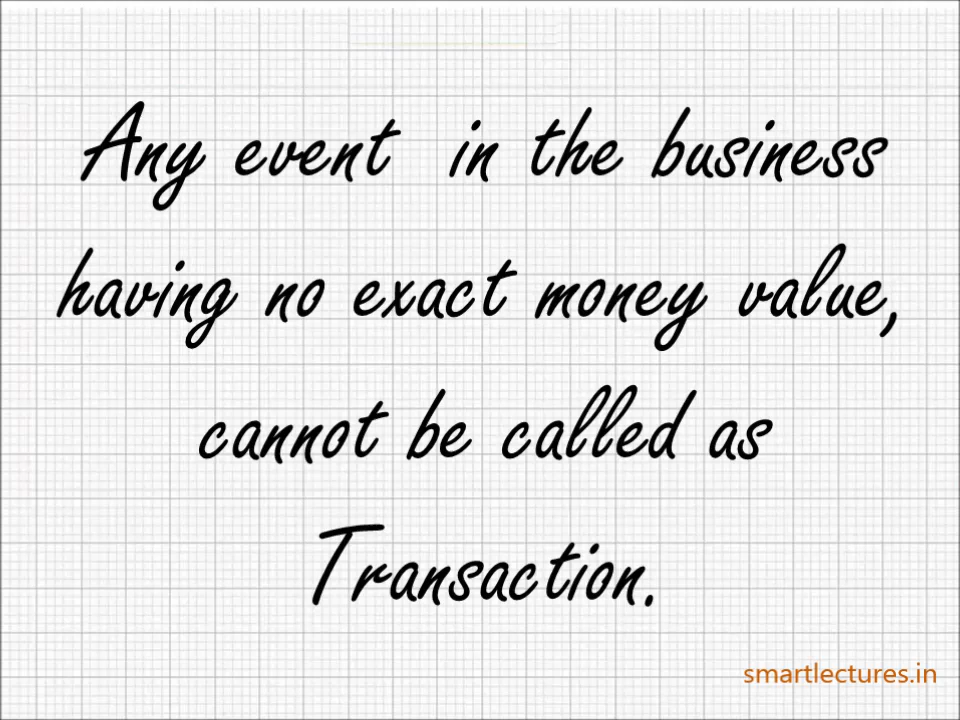 Any event in the business
having no exact money value,
cannot be called as
Transaction.
smartlectures.in